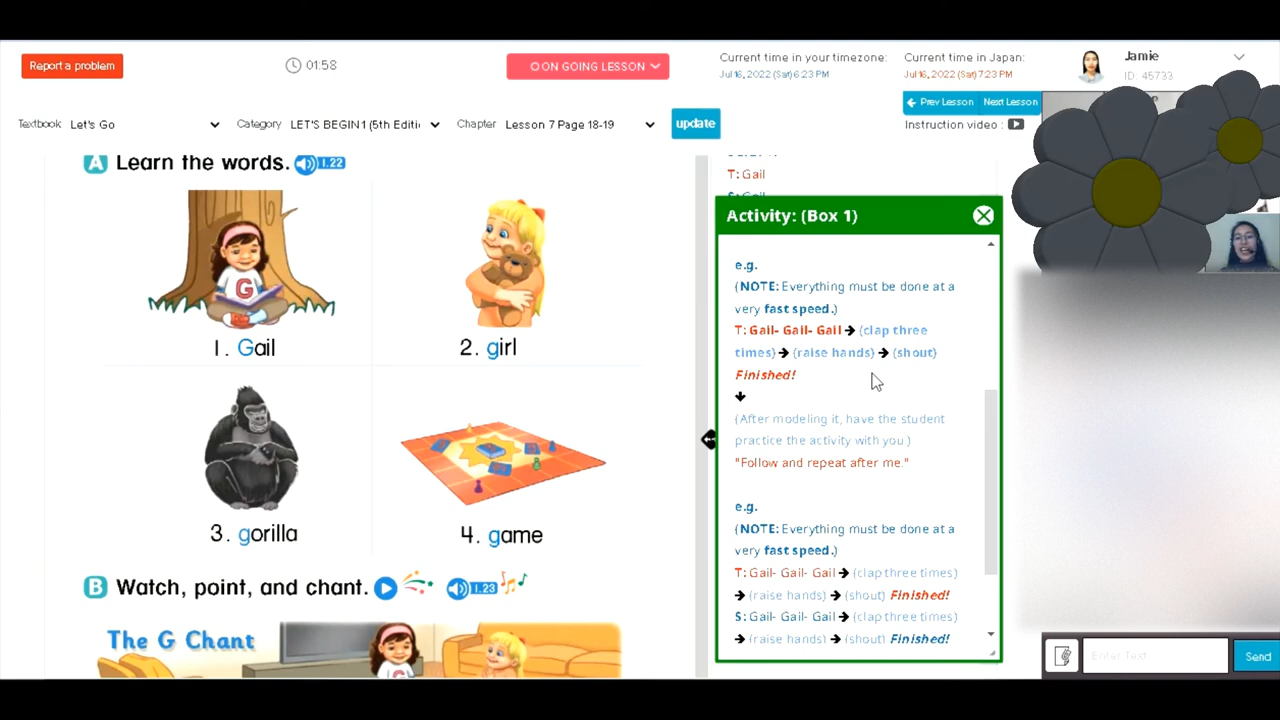 Report a problem
01:58
ON GOING LESSON
Current time in your timezone:
Jul 16, 2022 (Sat) 6:23 PM
Current time in Japan:
Jul 16, 2022 (Sat) 7:23 PM
Jamie
ID: 45733
Prev Lesson Next Lesson
Textbook Let's Go
Category LET'S BEGIN 1 (5th Editi
Chapter Lesson 7 Page 18-19
update
Instruction video :
A Learn the words. 1.22
G
1. Gail
2. girl
3. gorilla
4. game
B Watch, point, and chant. 1.23
The G Chant
G
T: Gail
S: Gail
Activity: (Box 1)
e.g.
(NOTE: Everything must be done at a
very fast speed.)
T: Gail- Gail- Gail → (clap three
times) → (raise hands) → (shout)
Finished!
(After modeling it, have the student
practice the activity with you.)
"Follow and repeat after me."
e.g.
(NOTE: Everything must be done at a
very fast speed.)
T: Gail- Gail- Gail → (clap three times)
→ (raise hands) → (shout) Finished!
S: Gail- Gail- Gail → (clap three times)
→ (raise hands) → (shout) Finished!
Enter Text
Send